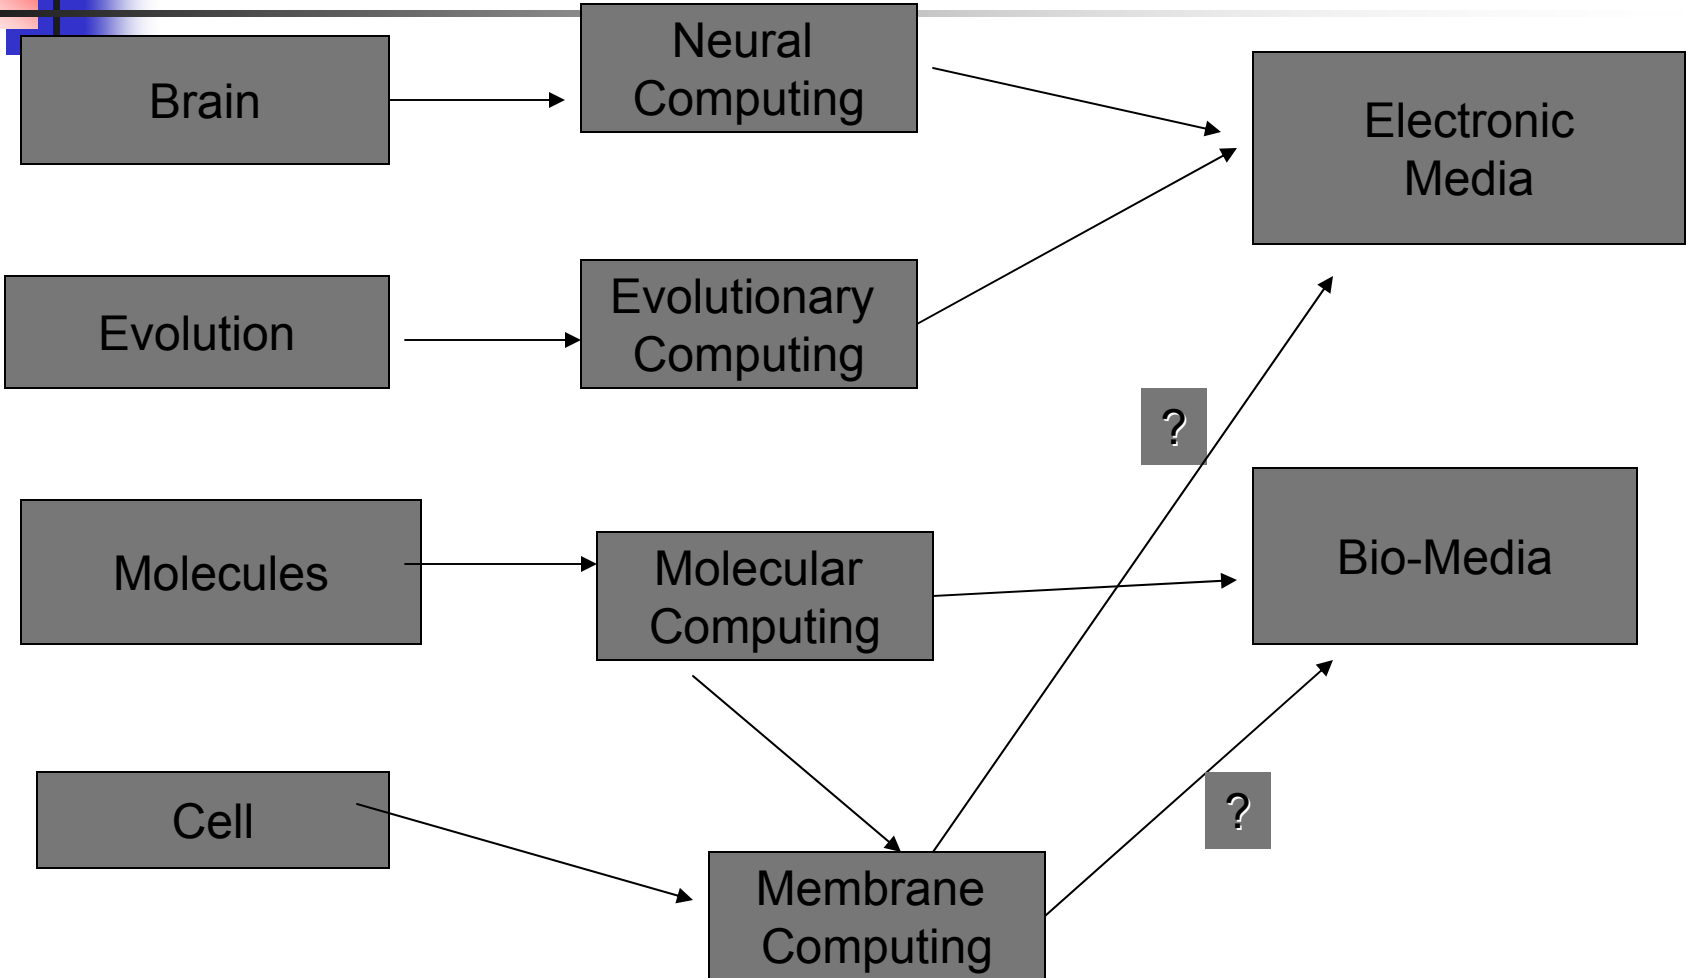 Brain
Neural
Computing
Electronic
Media
Evolution
Evolutionary
Computing
?
Molecules
Molecular
Computing
Bio-Media
Cell
?
Membrane
Computing